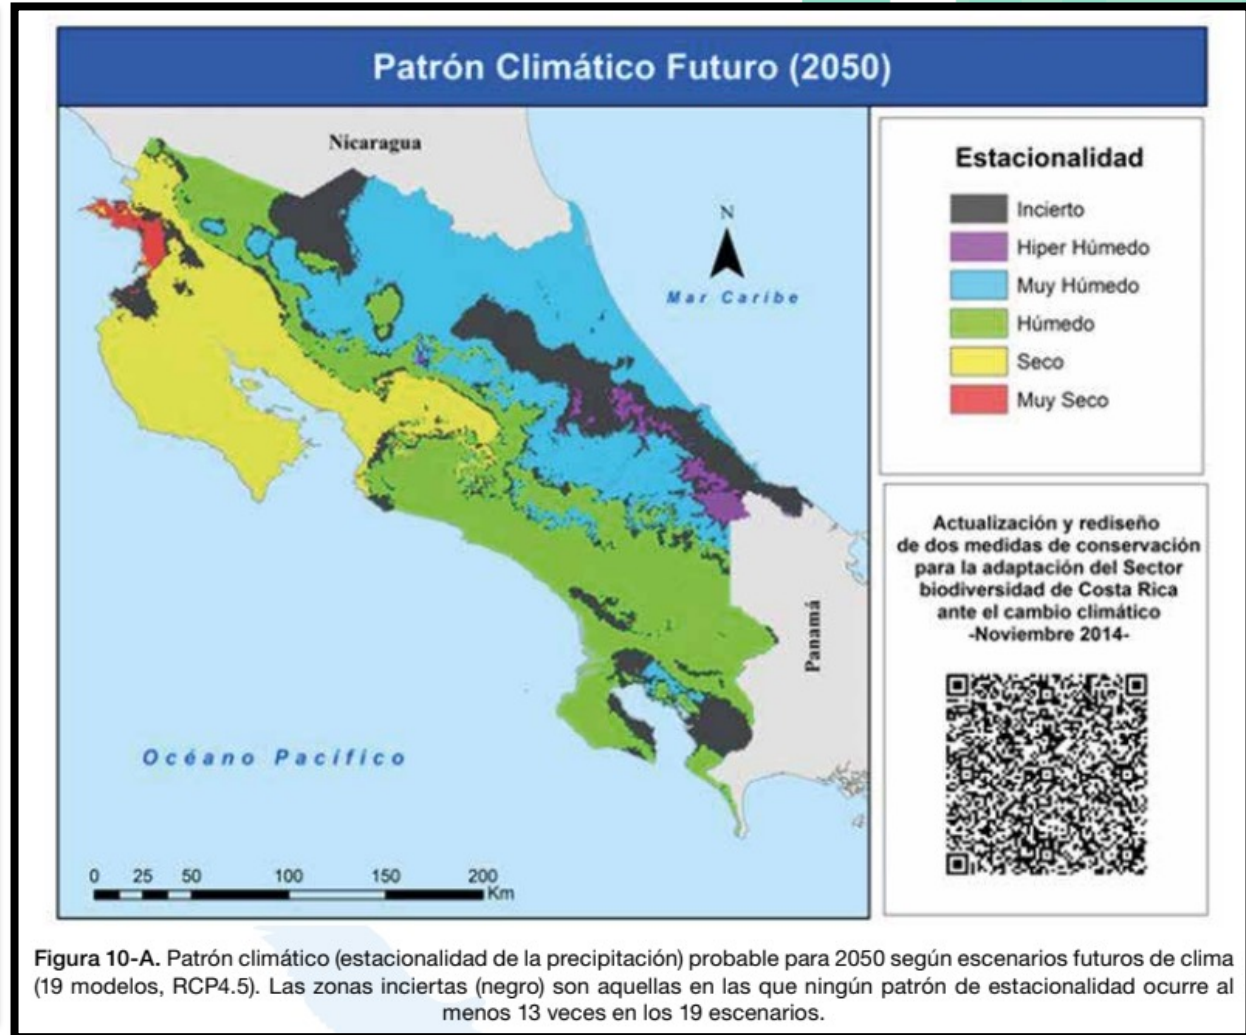 Patrón Climático Futuro (2050)
Nicaragua
N
Mar Caribe
Panamá
Océano Pacífico
0 25 50 100 150 200
Km
Estacionalidad
Incierto
Hiper Húmedo
Muy Húmedo
Húmedo
Seco
Muy Seco
Actualización y rediseño
de dos medidas de conservación
para la adaptación del Sector
biodiversidad de Costa Rica
ante el cambio climático
-Noviembre 2014-
Figura 10-A. Patrón climático (estacionalidad de la precipitación) probable para 2050 según escenarios futuros de clima
(19 modelos, RCP4.5). Las zonas inciertas (negro) son aquellas en las que ningún patrón de estacionalidad ocurre al
menos 13 veces en los 19 escenarios.